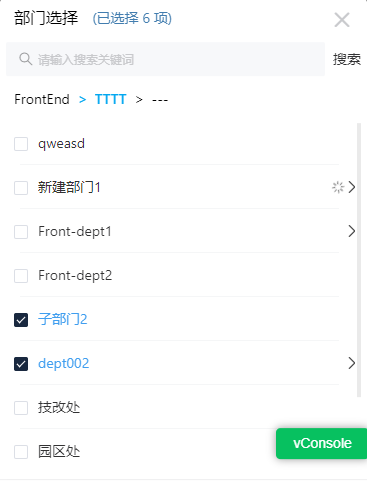 部门选择 (已选择 6 项)
请输入搜索关键词 搜索
FrontEnd > TTTT > ---
qweasd
新建部门1
Front-dept1
Front-dept2
子部门2
dept002
技改处
园区处
vConsole